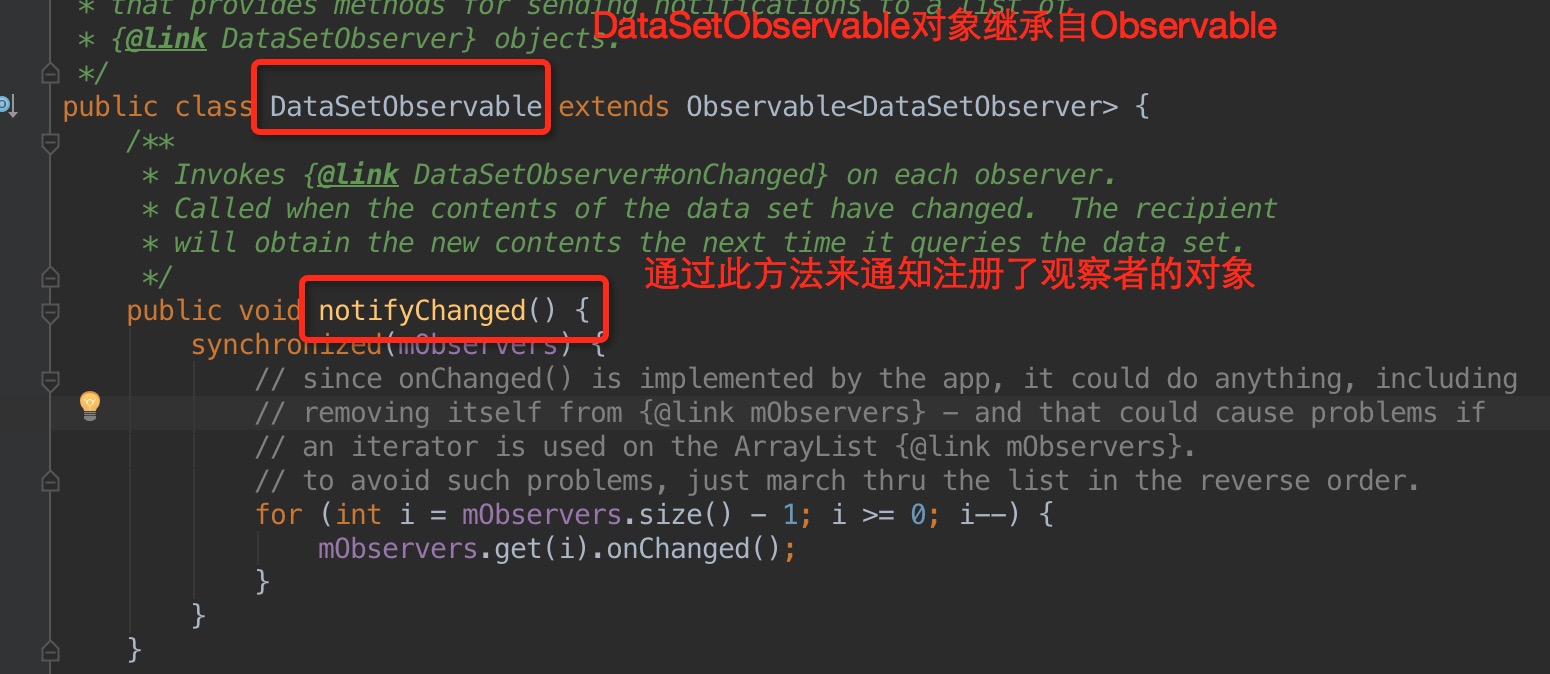 * that provides methods for sending notifications to a list of
* {@link DataSetObserver} objects.
DataSetObservable对象继承自Observable
*/
public class DataSetObservable extends Observable<DataSetObserver> {
/**
* Invokes {@link DataSetObserver#onChanged} on each observer.
* Called when the contents of the data set have changed.  The recipient
* will obtain the new contents the next time it queries the data set.
*/
通过此方法来通知注册了观察者的对象
public void notifyChanged() {
synchronized(mObservers) {
// since onChanged() is implemented by the app, it could do anything, including
// removing itself from {@link mObservers} - and that could cause problems if
// an iterator is used on the ArrayList {@link mObservers}.
// to avoid such problems, just march thru the list in the reverse order.
for (int i = mObservers.size() - 1; i >= 0; i--) {
mObservers.get(i).onChanged();
}
}
}